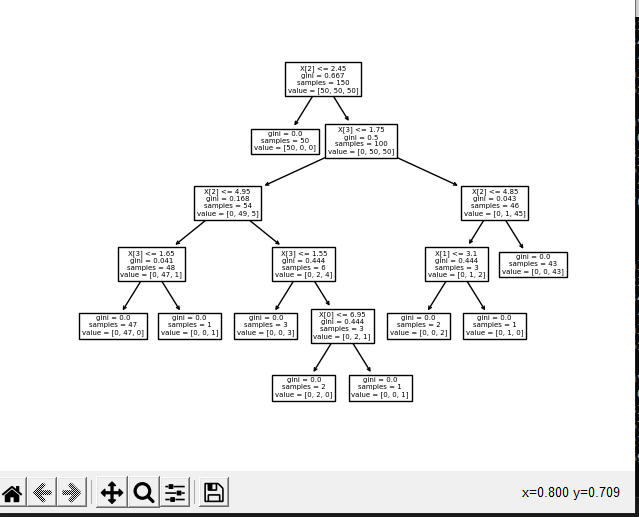 X[2] <= 2.45
gini = 0.667
samples = 150
value = [50, 50, 50]
gini = 0.0
samples = 50
value = [50, 0, 0]
X[3] <= 1.75
gini = 0.5
samples = 100
value = [0, 50, 50]
X[2] <= 4.95
gini = 0.168
samples = 54
value = [0, 49, 5]
X[2] <= 4.85
gini = 0.043
samples = 46
value = [0, 1, 45]
X[3] <= 1.65
gini = 0.041
samples = 48
value = [0, 47, 1]
X[3] <= 1.55
gini = 0.444
samples = 6
value = [0, 2, 4]
X[1] <= 3.1
gini = 0.444
samples = 3
value = [0, 1, 2]
gini = 0.0
samples = 43
value = [0, 0, 43]
gini = 0.0
samples = 47
value = [0, 47, 0]
gini = 0.0
samples = 1
value = [0, 0, 1]
gini = 0.0
samples = 3
value = [0, 0, 3]
X[0] <= 6.95
gini = 0.444
samples = 3
value = [0, 2, 1]
gini = 0.0
samples = 2
value = [0, 0, 2]
gini = 0.0
samples = 1
value = [0, 1, 0]
gini = 0.0
samples = 2
value = [0, 2, 0]
gini = 0.0
samples = 1
value = [0, 0, 1]
x=0.800 y=0.709